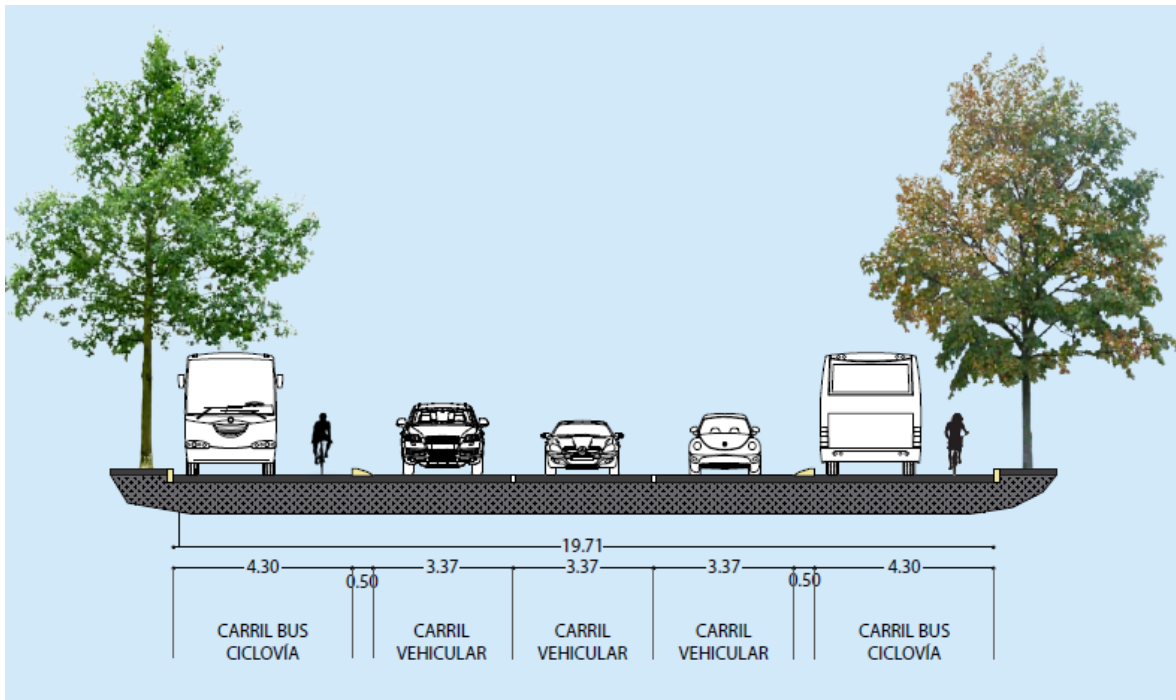 19.71
4.30 0.50 3.37 3.37 3.37 0.50 4.30
CARRIL BUS
CICLOVÍA
CARRIL
VEHICULAR
CARRIL
VEHICULAR
CARRIL
VEHICULAR
CARRIL BUS
CICLOVÍA